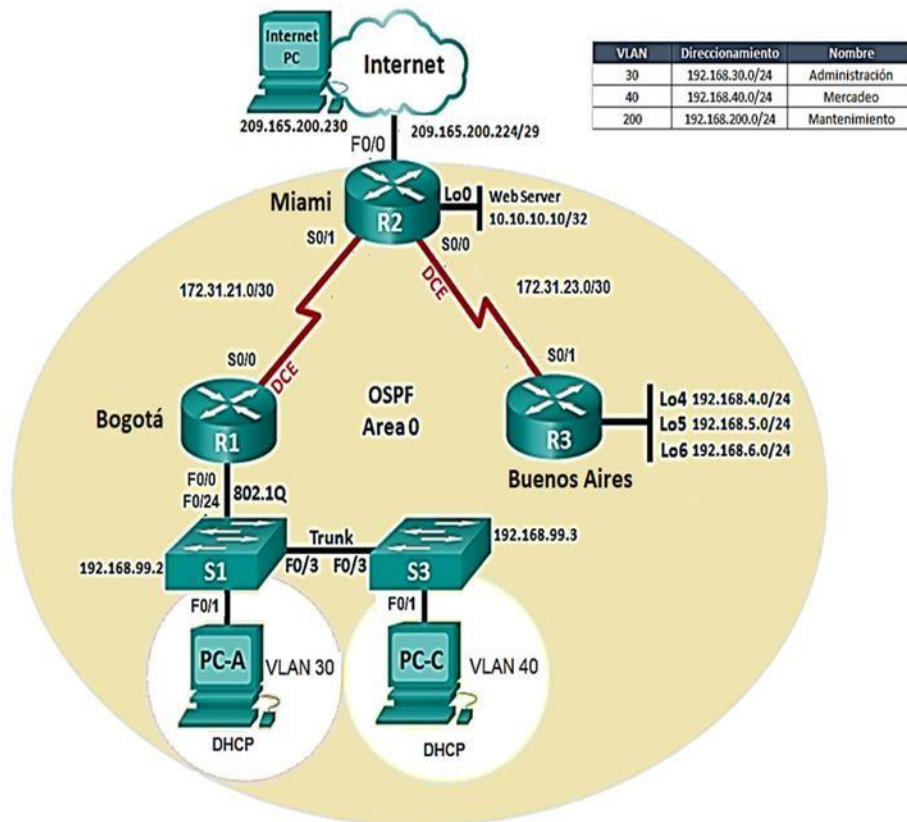 Internet
PC
Internet
209.165.200.230
209.165.200.224/29
F0/0
VLAN Direccionamiento Nombre
30 192.168.30.0/24 Administración
40 192.168.40.0/24 Mercadeo
200 192.168.200.0/24 Mantenimiento
Miami
R2
Lo0
Web Server
10.10.10.10/32
S0/1
S0/0
DCE
172.31.21.0/30
172.31.23.0/30
S0/0
DCE
S0/1
Bogotá
R1
OSPF
Area 0
R3
Buenos Aires
Lo4 192.168.4.0/24
Lo5 192.168.5.0/24
Lo6 192.168.6.0/24
F0/0
F0/24
802.1Q
192.168.99.2
S1
Trunk
F0/3 F0/3
S3
192.168.99.3
F0/1
F0/1
PC-A
VLAN 30
PC-C
VLAN 40
DHCP
DHCP